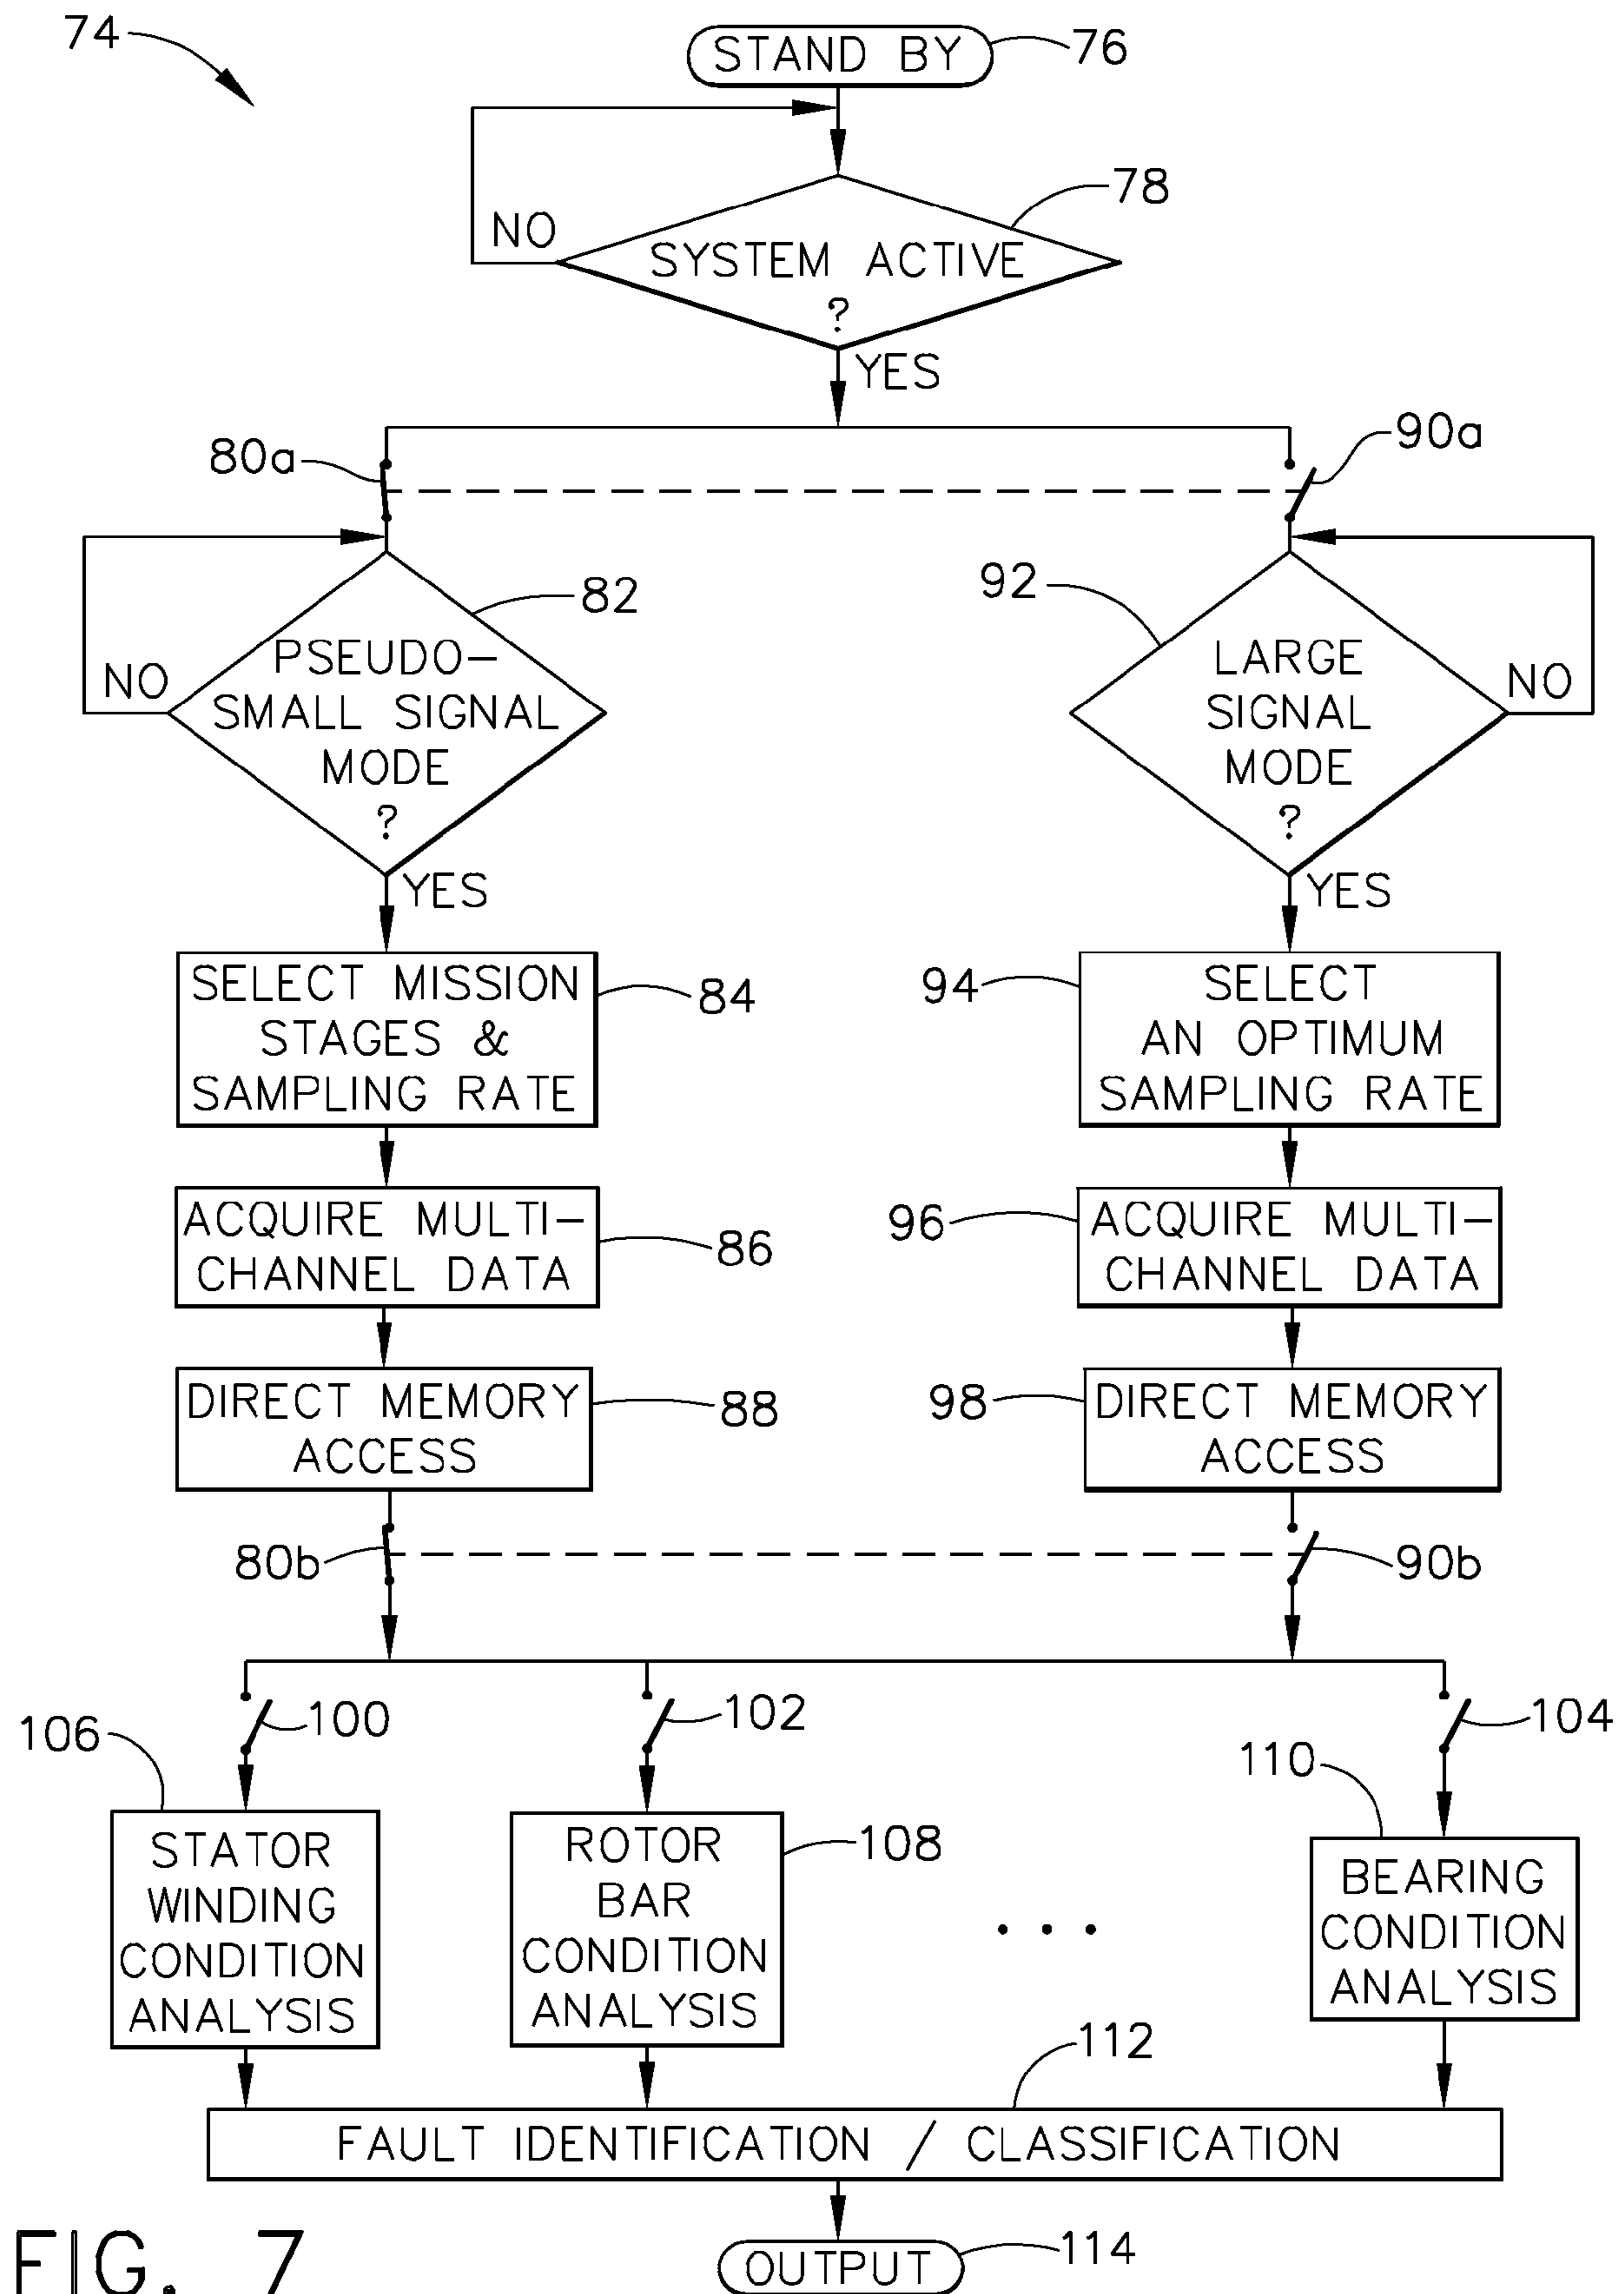 74
STAND BY
76
78
NO
SYSTEM ACTIVE
?
YES
80a
90a
82
92
PSEUDO-
SMALL SIGNAL
MODE
?
NO
LARGE
SIGNAL
MODE
?
NO
YES
YES
SELECT MISSION
STAGES &
SAMPLING RATE
84
94
SELECT
AN OPTIMUM
SAMPLING RATE
ACQUIRE MULTI-
CHANNEL DATA
86
96
ACQUIRE MULTI-
CHANNEL DATA
DIRECT MEMORY
ACCESS
88
98
DIRECT MEMORY
ACCESS
80b
90b
100
102
104
106
STATOR
WINDING
CONDITION
ANALYSIS
ROTOR
BAR
CONDITION
ANALYSIS
108
. . .
110
BEARING
CONDITION
ANALYSIS
112
FAULT IDENTIFICATION / CLASSIFICATION
OUTPUT
114
FIG. 7